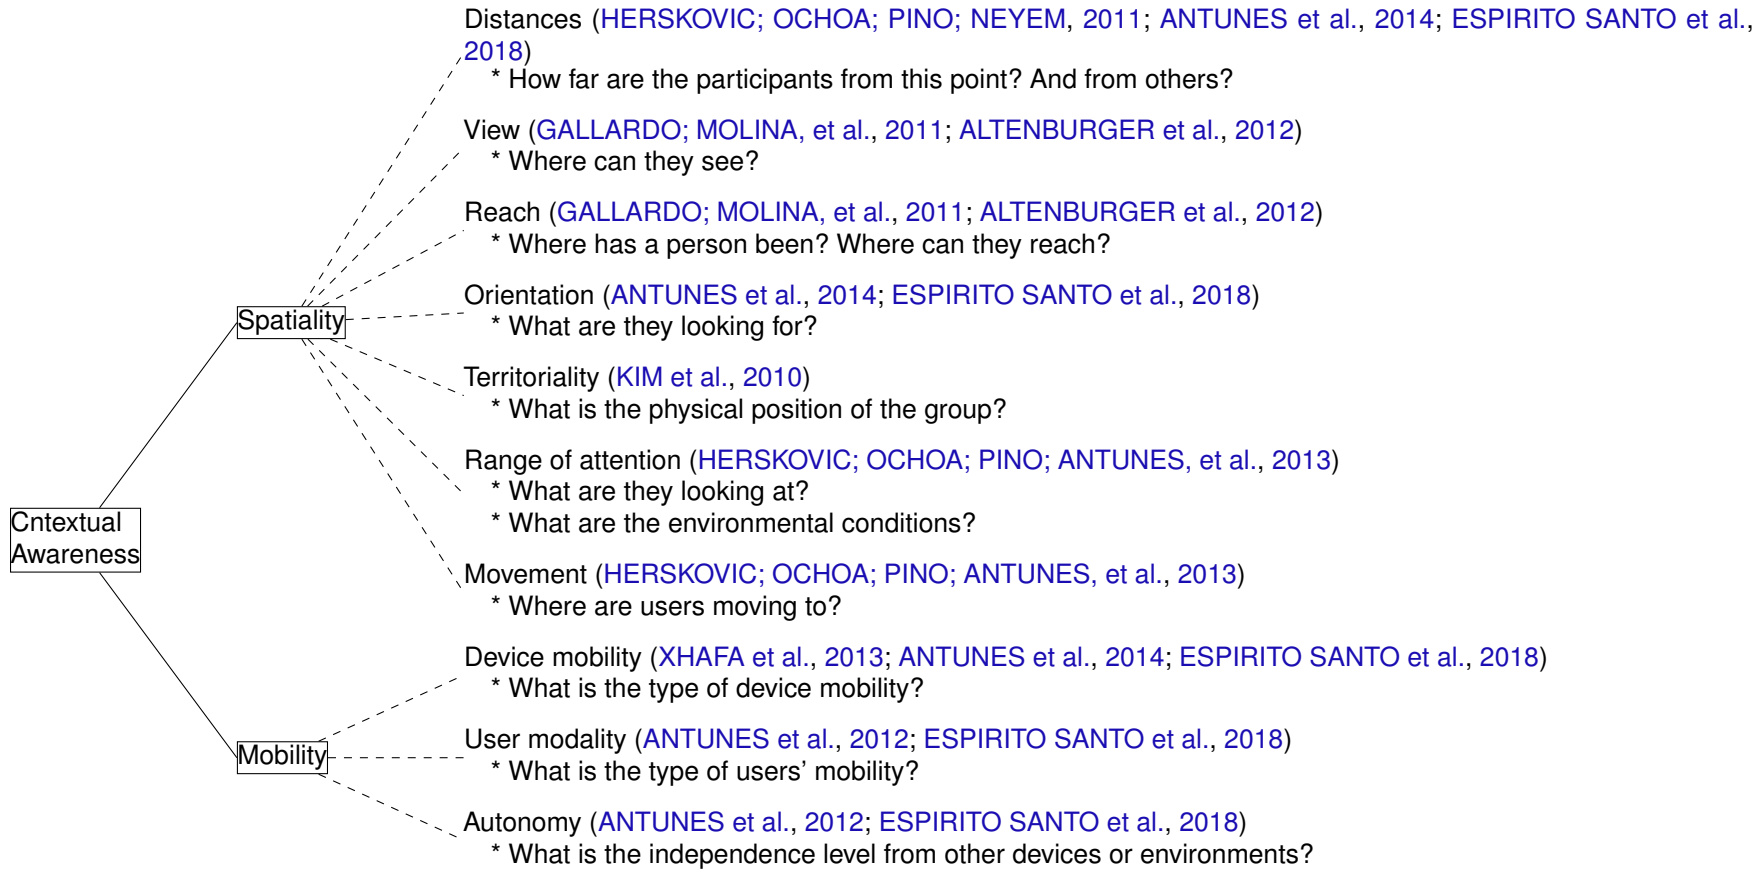 Distances (HERSKOVIC; OCHOA; PINO; NEYEM, 2011; ANTUNES et al., 2014; ESPIRITO SANTO et al.,
2018)
* How far are the participants from this point? And from others?
View (GALLARDO; MOLINA, et al., 2011; ALTENBURGER et al., 2012)
* Where can they see?
Reach (GALLARDO; MOLINA, et al., 2011; ALTENBURGER et al., 2012)
* Where has a person been? Where can they reach?
Orientation (ANTUNES et al., 2014; ESPIRITO SANTO et al., 2018)
* What are they looking for?
Spatiality
Territoriality (KIM et al., 2010)
* What is the physical position of the group?
Range of attention (HERSKOVIC; OCHOA; PINO; ANTUNES, et al., 2013)
* What are they looking at?
* What are the environmental conditions?
Cntextual
Awareness
Movement (HERSKOVIC; OCHOA; PINO; ANTUNES, et al., 2013)
* Where are users moving to?
Device mobility (XHAFA et al., 2013; ANTUNES et al., 2014; ESPIRITO SANTO et al., 2018)
* What is the type of device mobility?
Mobility
User modality (ANTUNES et al., 2012; ESPIRITO SANTO et al., 2018)
* What is the type of users' mobility?
Autonomy (ANTUNES et al., 2012; ESPIRITO SANTO et al., 2018)
* What is the independence level from other devices or environments?